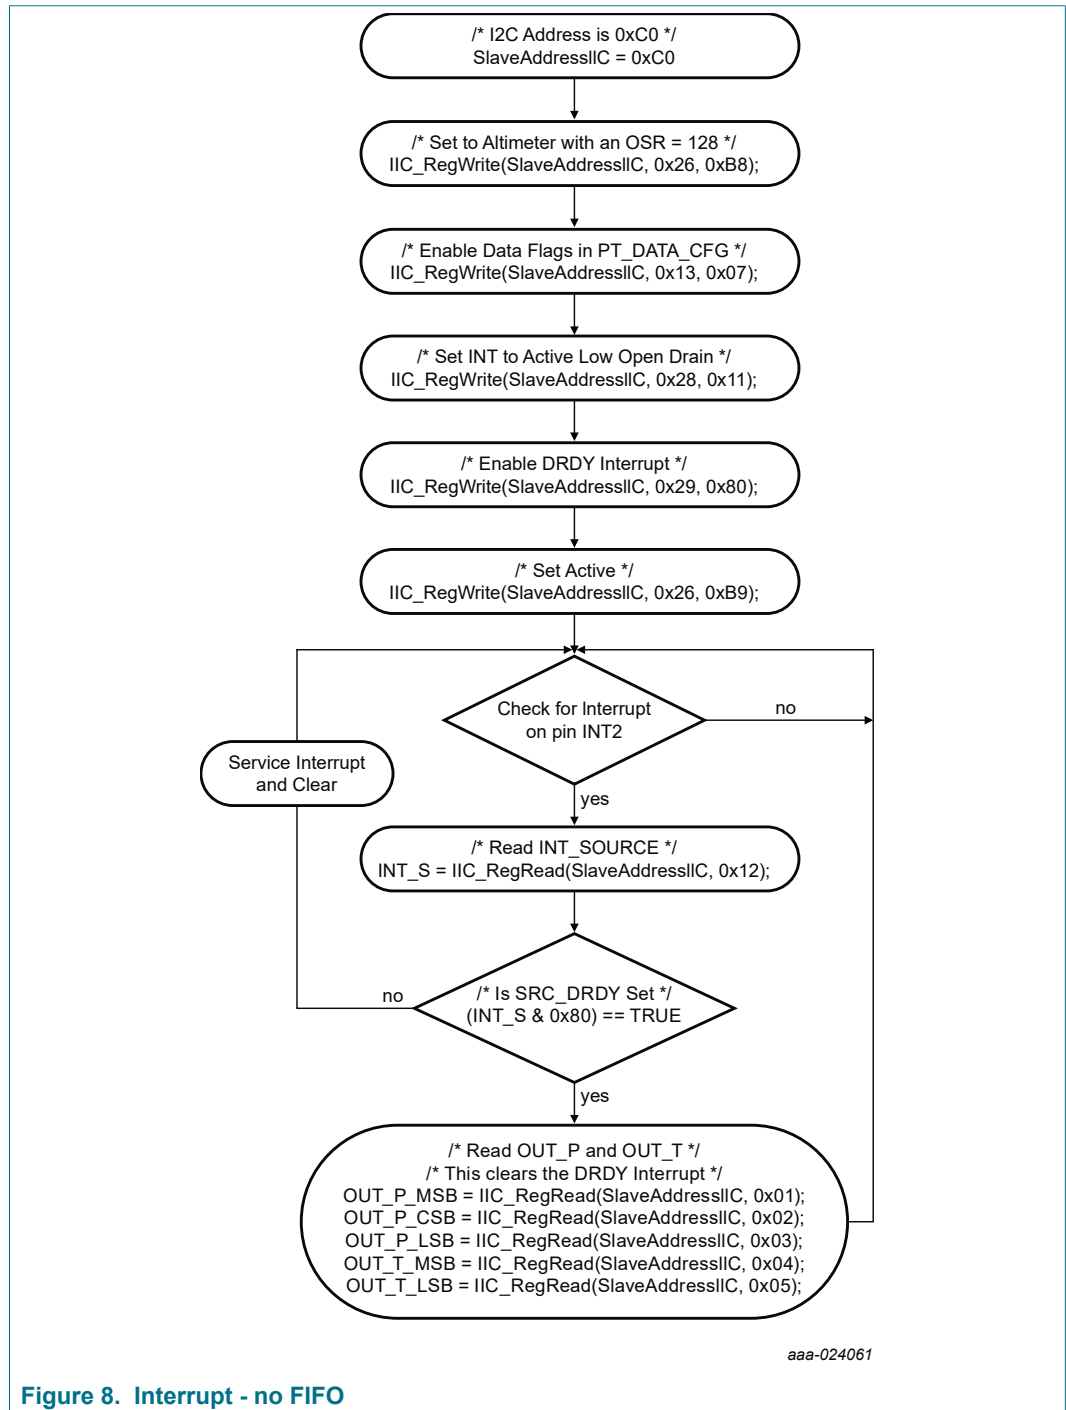 /* I2C Address is 0xC0 */
SlaveAddressIIC = 0xC0
/* Set to Altimeter with an OSR = 128 */
IIC_RegWrite(SlaveAddressIIC, 0x26, 0xB8);
/* Enable Data Flags in PT_DATA_CFG */
IIC_RegWrite(SlaveAddressIIC, 0x13, 0x07);
/* Set INT to Active Low Open Drain */
IIC_RegWrite(SlaveAddressIIC, 0x28, 0x11);
/* Enable DRDY Interrupt */
IIC_RegWrite(SlaveAddressIIC, 0x29, 0x80);
/* Set Active */
IIC_RegWrite(SlaveAddressIIC, 0x26, 0xB9);
Check for Interrupt
on pin INT2
no
Service Interrupt
and Clear
yes
/* Read INT_SOURCE */
INT_S = IIC_RegRead(SlaveAddressIIC, 0x12);
no
/* Is SRC_DRDY Set */
(INT_S & 0x80) == TRUE
yes
/* Read OUT_P and OUT_T */
/* This clears the DRDY Interrupt */
OUT_P_MSB = IIC_RegRead(SlaveAddressIIC, 0x01);
OUT_P_CSB = IIC_RegRead(SlaveAddressIIC, 0x02);
OUT_P_LSB = IIC_RegRead(SlaveAddressIIC, 0x03);
OUT_T_MSB = IIC_RegRead(SlaveAddressIIC, 0x04);
OUT_T_LSB = IIC_RegRead(SlaveAddressIIC, 0x05);
aaa-024061
Figure 8. Interrupt - no FIFO